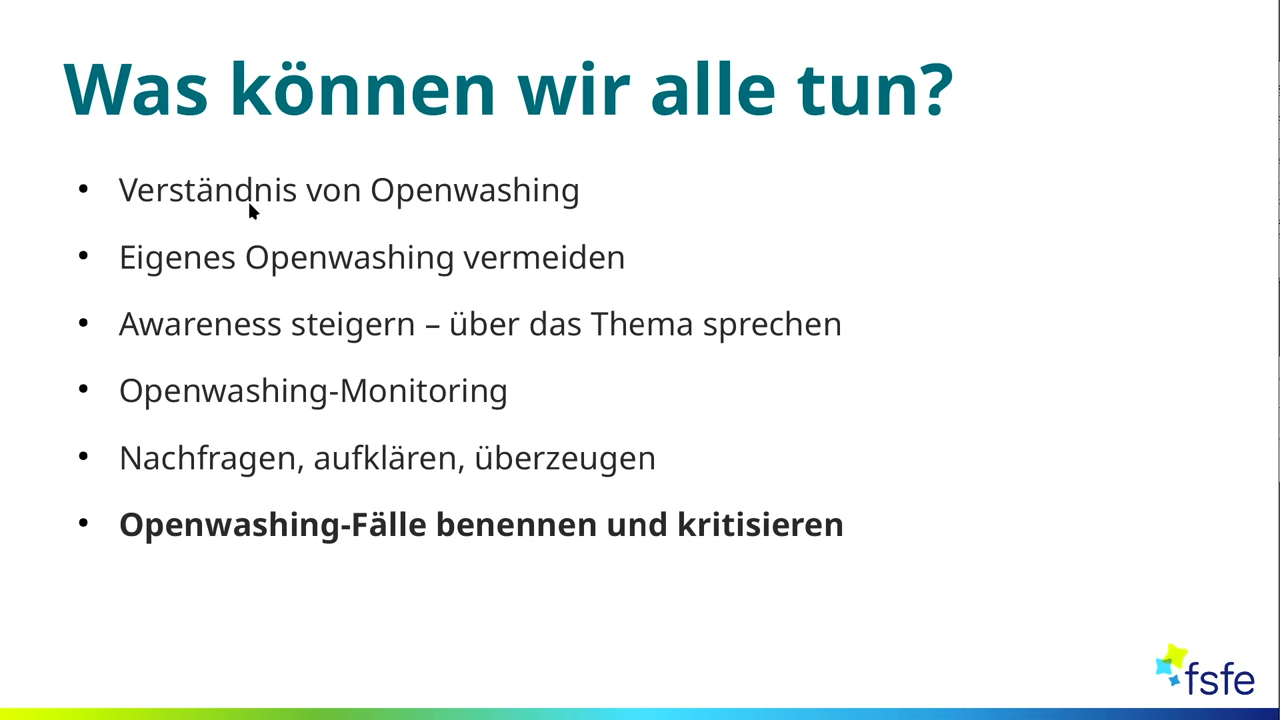 Was können wir alle tun?
• Verständnis von Openwashing
• Eigenes Openwashing vermeiden
• Awareness steigern – über das Thema sprechen
• Openwashing-Monitoring
• Nachfragen, aufklären, überzeugen
• Openwashing-Fälle benennen und kritisieren
fsfe